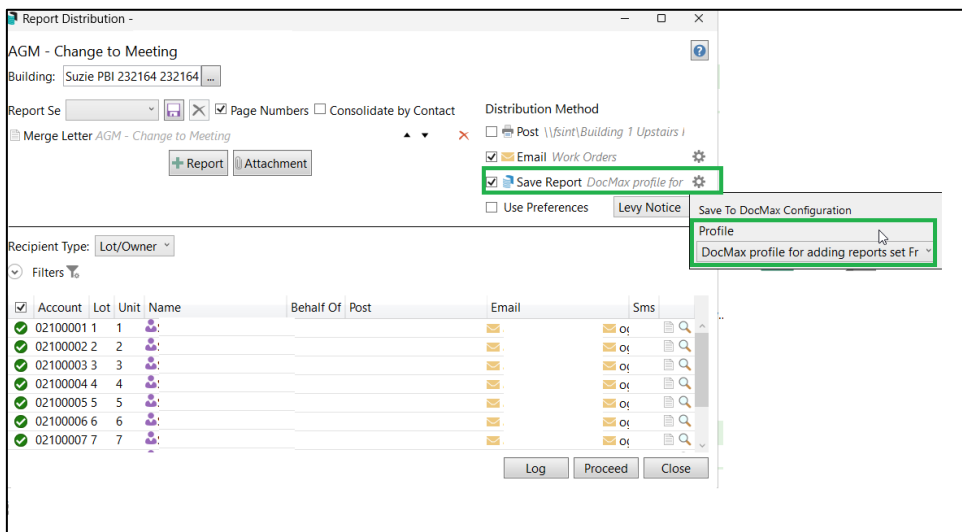 Report Distribution -
AGM - Change to Meeting
Building: Suzie PBI 232164 232164 ...
Report Se Page Numbers Consolidate by Contact
Merge Letter AGM - Change to Meeting
Report Attachment
Distribution Method
Post \\fsint\Building 1 Upstairs
Email Work Orders
Save Report DocMax profile for
Use Preferences Levy Notice
Save To DocMax Configuration
Profile
DocMax profile for adding reports set Fr
Recipient Type: Lot/Owner
Filters
Account Lot Unit Name Behalf Of Post Email Sms
02100001 1 1
02100002 2 2
02100003 3 3
02100004 4 4
02100005 5 5
02100006 6 6
02100007 7 7
Log Proceed Close